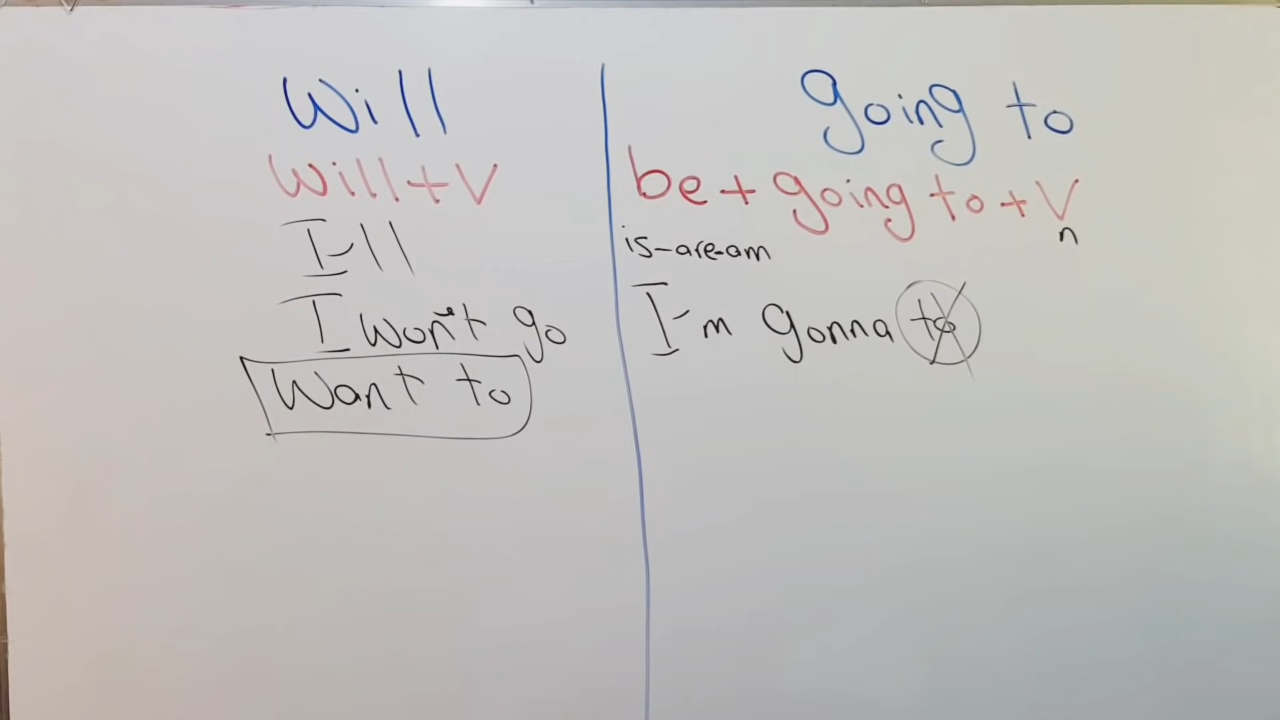 Will
Will+V
I'll
I won't go
Want to
going to
be + going to + V
n
is-are-am
I'm gonna to